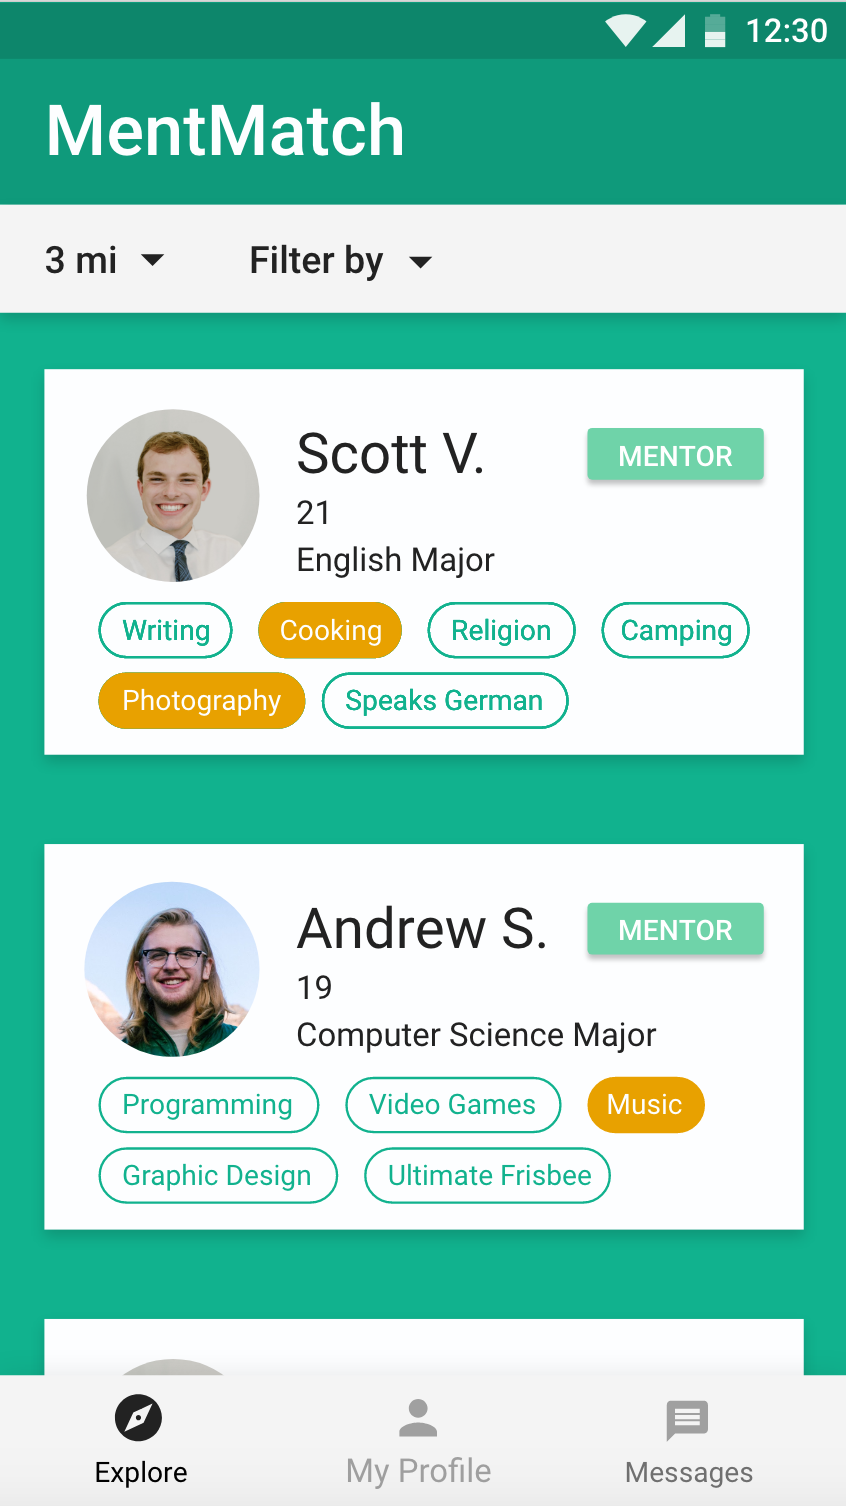 12:30
MentMatch
3 mi Filter by
Scott V. MENTOR
21
English Major
Writing Cooking Religion Camping
Photography Speaks German
Andrew S. MENTOR
19
Computer Science Major
Programming Video Games Music
Graphic Design Ultimate Frisbee
Explore My Profile Messages